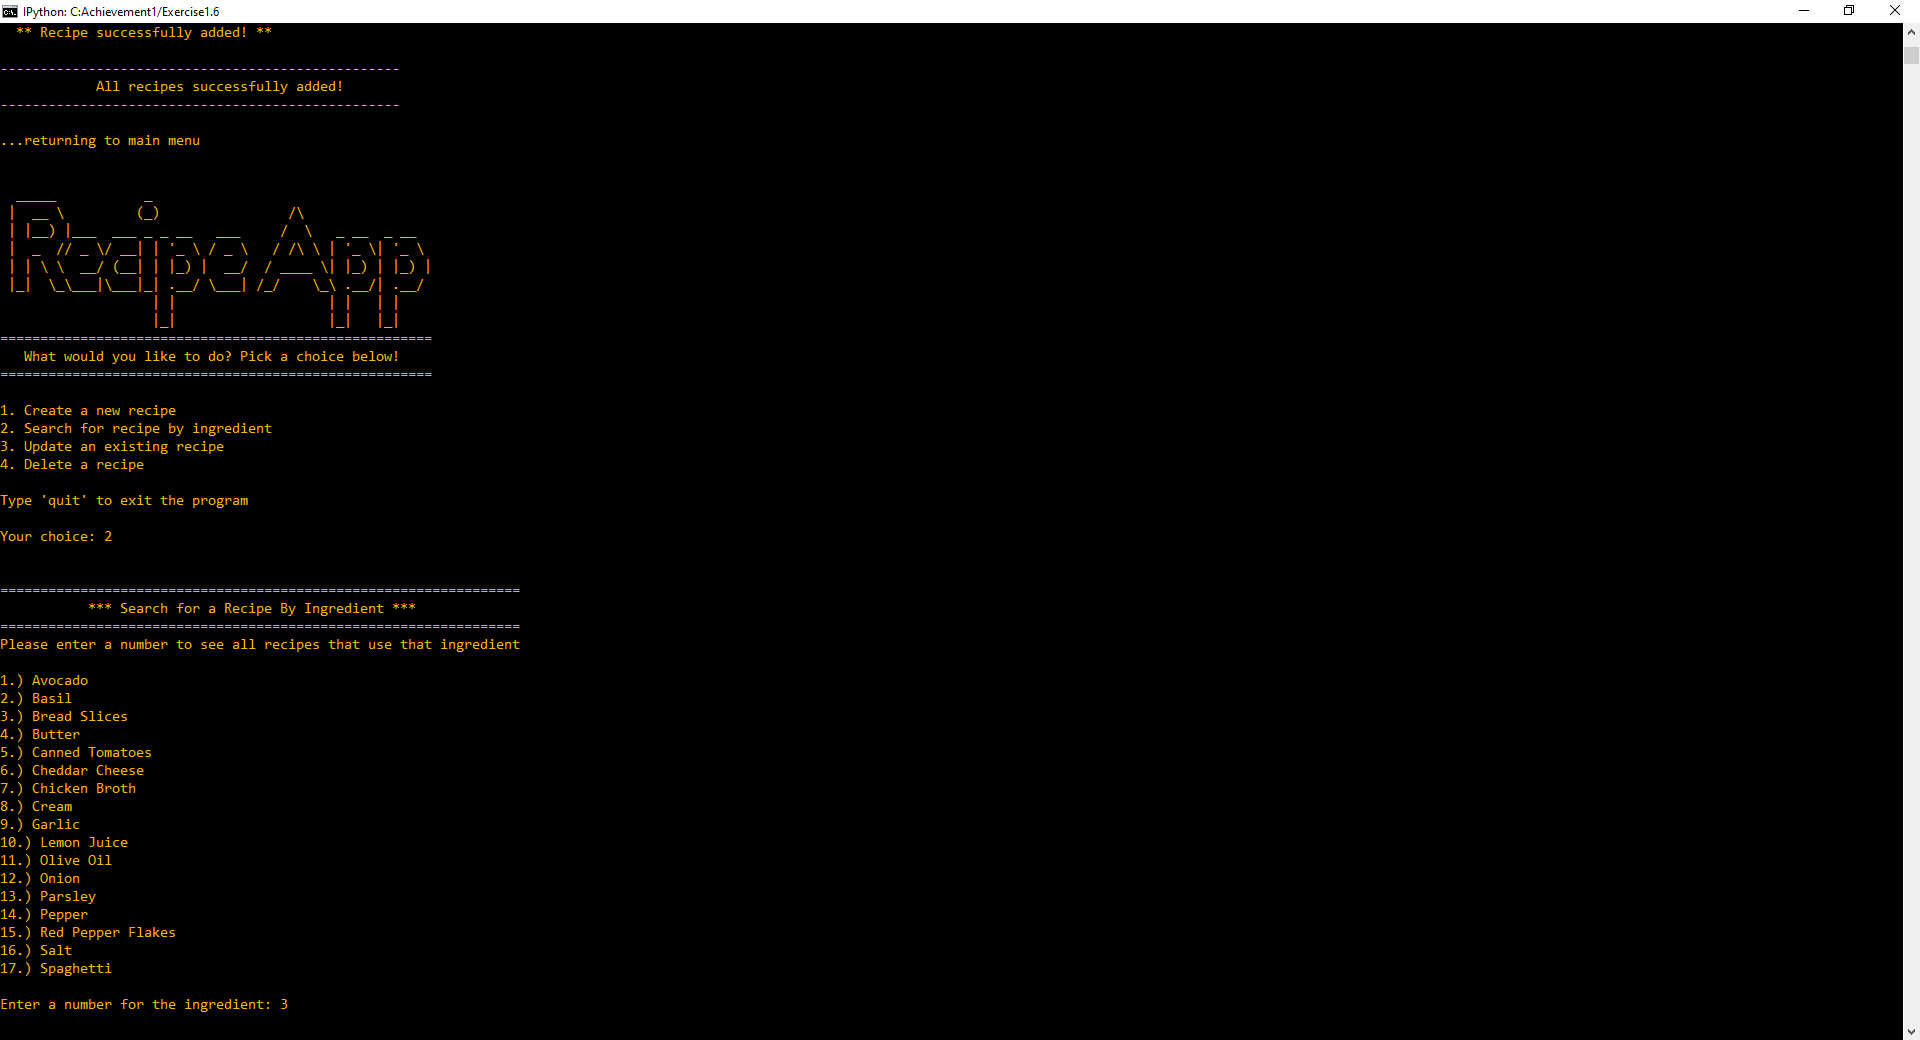 IPython: C:Achievement1/Exercise1.6
** Recipe successfully added! **
--------------------------------------------------
All recipes successfully added!
--------------------------------------------------
...returning to main menu
Recipe App
======================================================
What would you like to do? Pick a choice below!
======================================================
1. Create a new recipe
2. Search for recipe by ingredient
3. Update an existing recipe
4. Delete a recipe
Type 'quit' to exit the program
Your choice: 2
=================================================================
*** Search for a Recipe By Ingredient ***
=================================================================
Please enter a number to see all recipes that use that ingredient
1.) Avocado
2.) Basil
3.) Bread Slices
4.) Butter
5.) Canned Tomatoes
6.) Cheddar Cheese
7.) Chicken Broth
8.) Cream
9.) Garlic
10.) Lemon Juice
11.) Olive Oil
12.) Onion
13.) Parsley
14.) Pepper
15.) Red Pepper Flakes
16.) Salt
17.) Spaghetti
Enter a number for the ingredient: 3